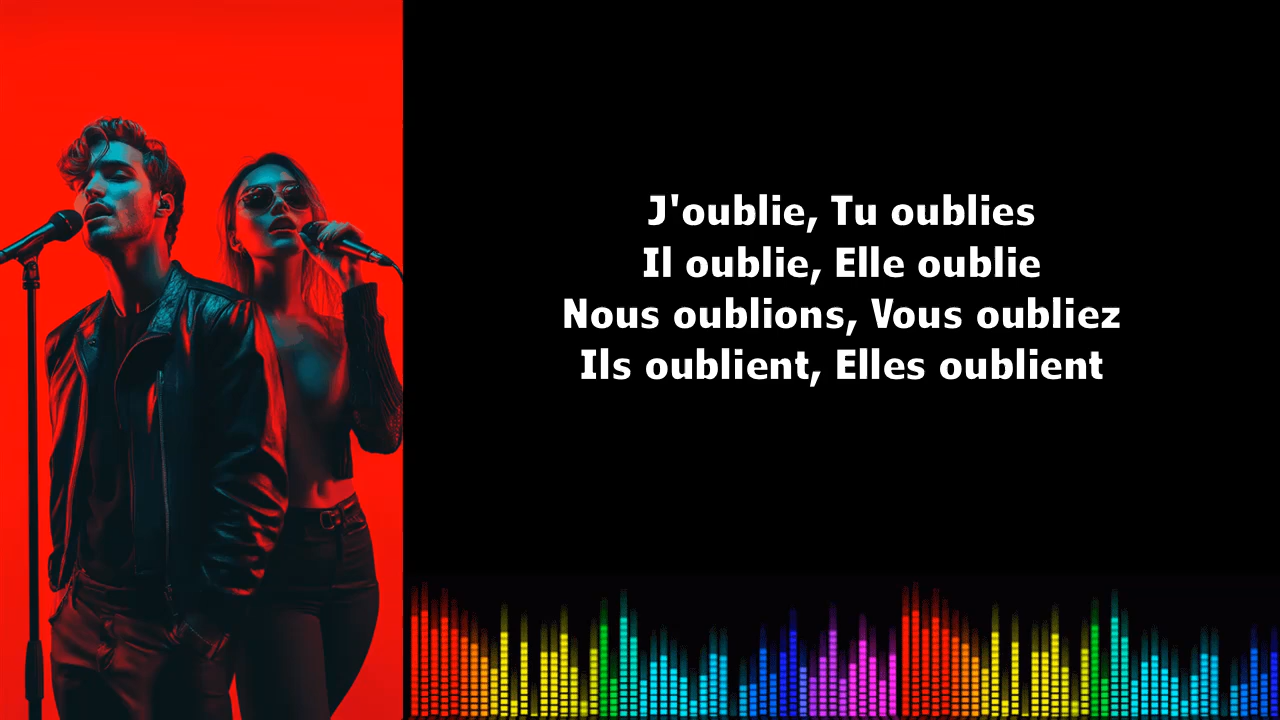 J'oublie, Tu oublies
Il oublie, Elle oublie
Nous oublions, Vous oubliez
Ils oublient, Elles oublient